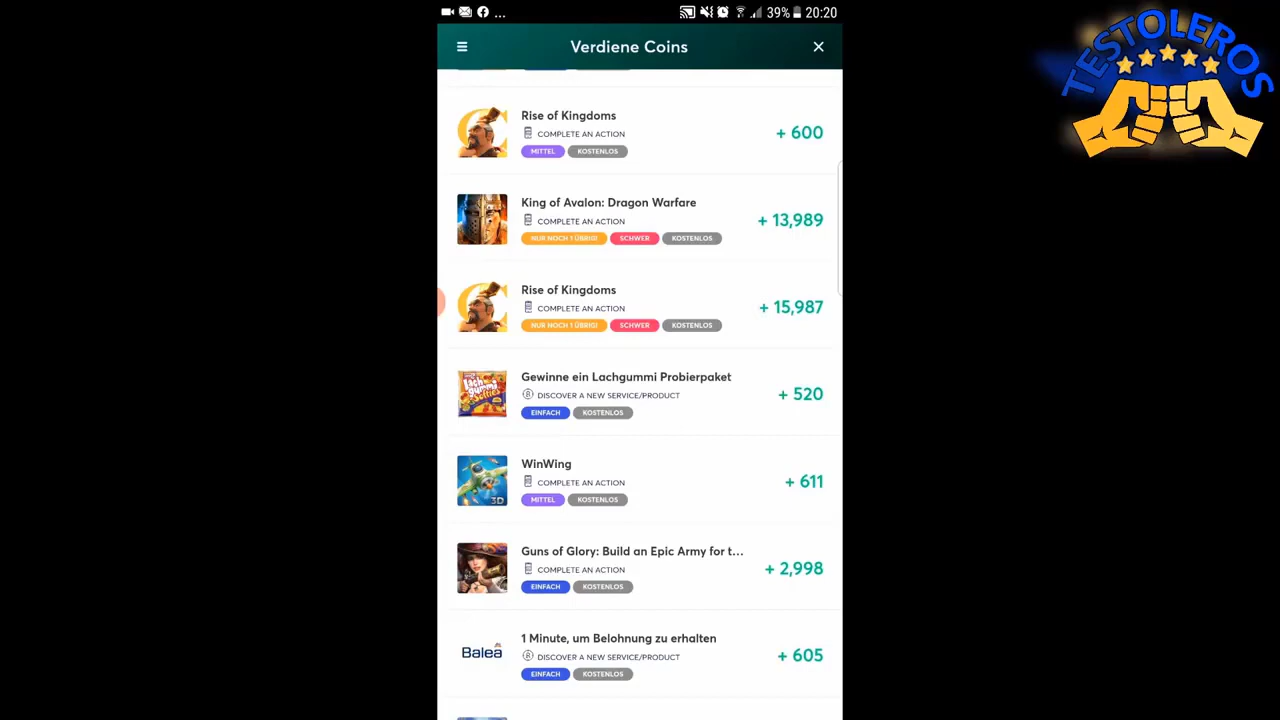 ... 39% 20:20
Verdiene Coins
TESTOLEROS
Rise of Kingdoms
COMPLETE AN ACTION
+ 600
MITTEL KOSTENLOS
King of Avalon: Dragon Warfare
COMPLETE AN ACTION
+ 13,989
NUR NOCH 1 ÜBRIG! SCHWER KOSTENLOS
Rise of Kingdoms
COMPLETE AN ACTION
+ 15,987
NUR NOCH 1 ÜBRIG! SCHWER KOSTENLOS
Gewinne ein Lachgummi Probierpaket
Lach gummi Softies
DISCOVER A NEW SERVICE/PRODUCT
+ 520
EINFACH KOSTENLOS
WinWing
COMPLETE AN ACTION
+ 611
3D
MITTEL KOSTENLOS
Guns of Glory: Build an Epic Army for t...
COMPLETE AN ACTION
+ 2,998
EINFACH KOSTENLOS
1 Minute, um Belohnung zu erhalten
Balea
DISCOVER A NEW SERVICE/PRODUCT
+ 605
EINFACH KOSTENLOS